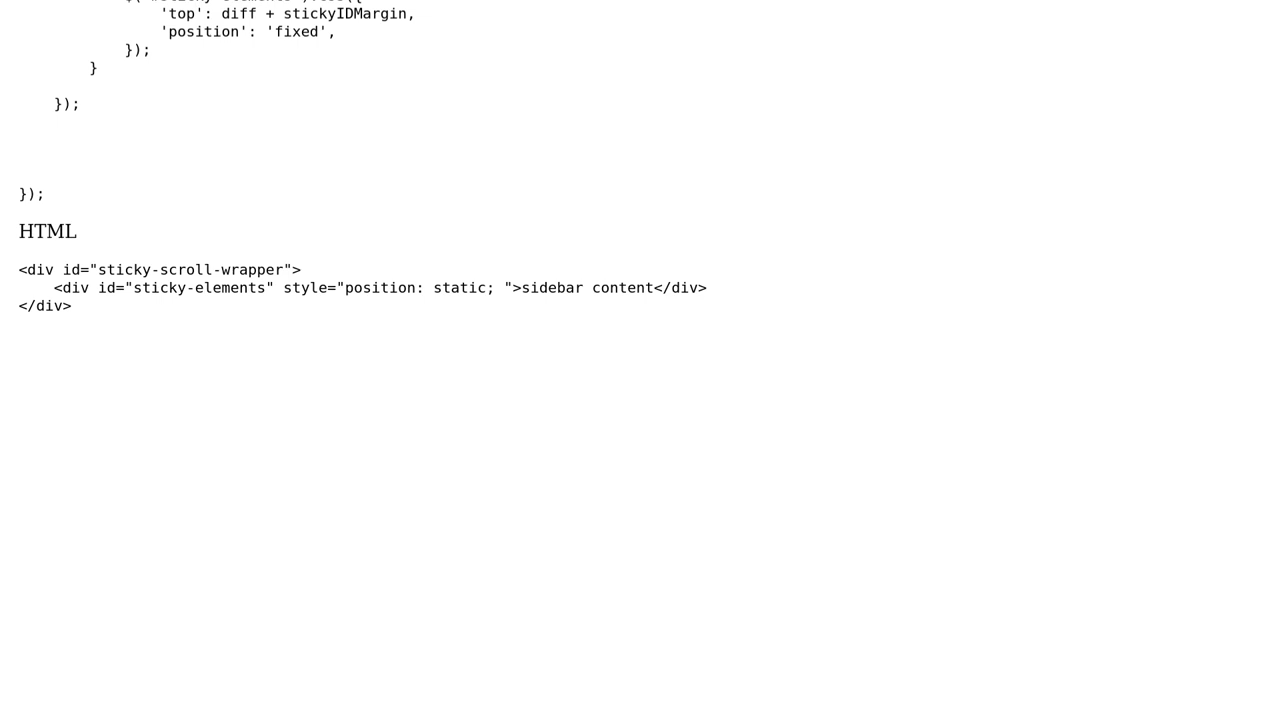 'top': diff + stickyIDMargin,
            'position': 'fixed',
        });
    }

});

});
HTML
<div id="sticky-scroll-wrapper">
    <div id="sticky-elements" style="position: static; ">sidebar content</div>
</div>